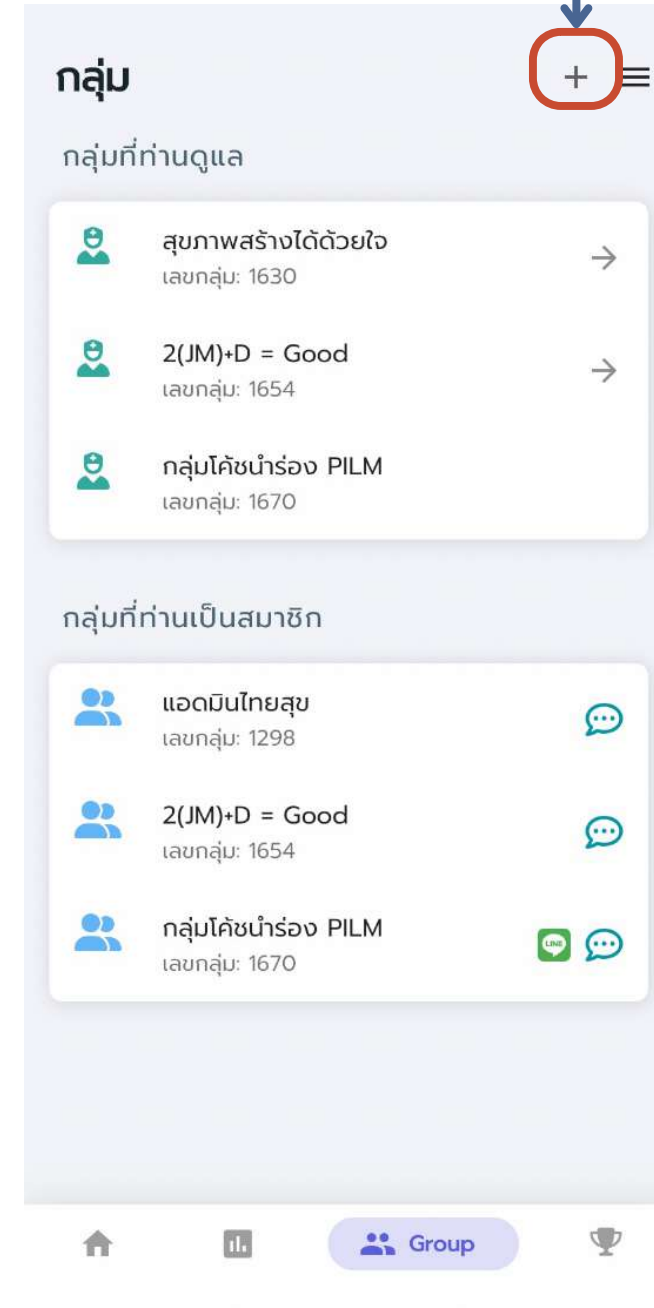 กลุ่ม
กลุ่มที่ท่านดูแล
สุขภาพสร้างได้ด้วยใจ
เลขกลุ่ม: 1630
2(JM)+D = Good
เลขกลุ่ม: 1654
กลุ่มโค้ชนำร่อง PILM
เลขกลุ่ม: 1670
กลุ่มที่ท่านเป็นสมาชิก
แอดมินไทยสุข
เลขกลุ่ม: 1298
2(JM)+D = Good
เลขกลุ่ม: 1654
กลุ่มโค้ชนำร่อง PILM
LINE
เลขกลุ่ม: 1670
Group